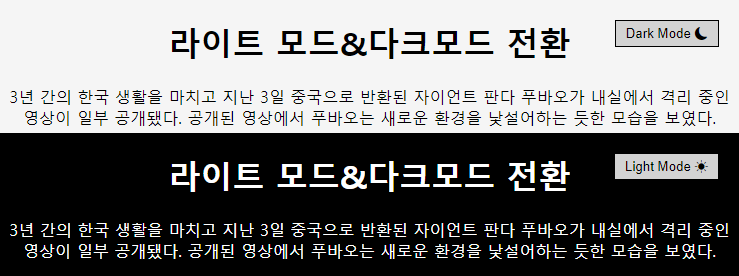 라이트 모드&다크모드 전환
Dark Mode
3년 간의 한국 생활을 마치고 지난 3일 중국으로 반환된 자이언트 판다 푸바오가 내실에서 격리 중인
영상이 일부 공개됐다. 공개된 영상에서 푸바오는 새로운 환경을 낯설어하는 듯한 모습을 보였다.
라이트 모드&다크모드 전환
Light Mode
3년 간의 한국 생활을 마치고 지난 3일 중국으로 반환된 자이언트 판다 푸바오가 내실에서 격리 중인
영상이 일부 공개됐다. 공개된 영상에서 푸바오는 새로운 환경을 낯설어하는 듯한 모습을 보였다.